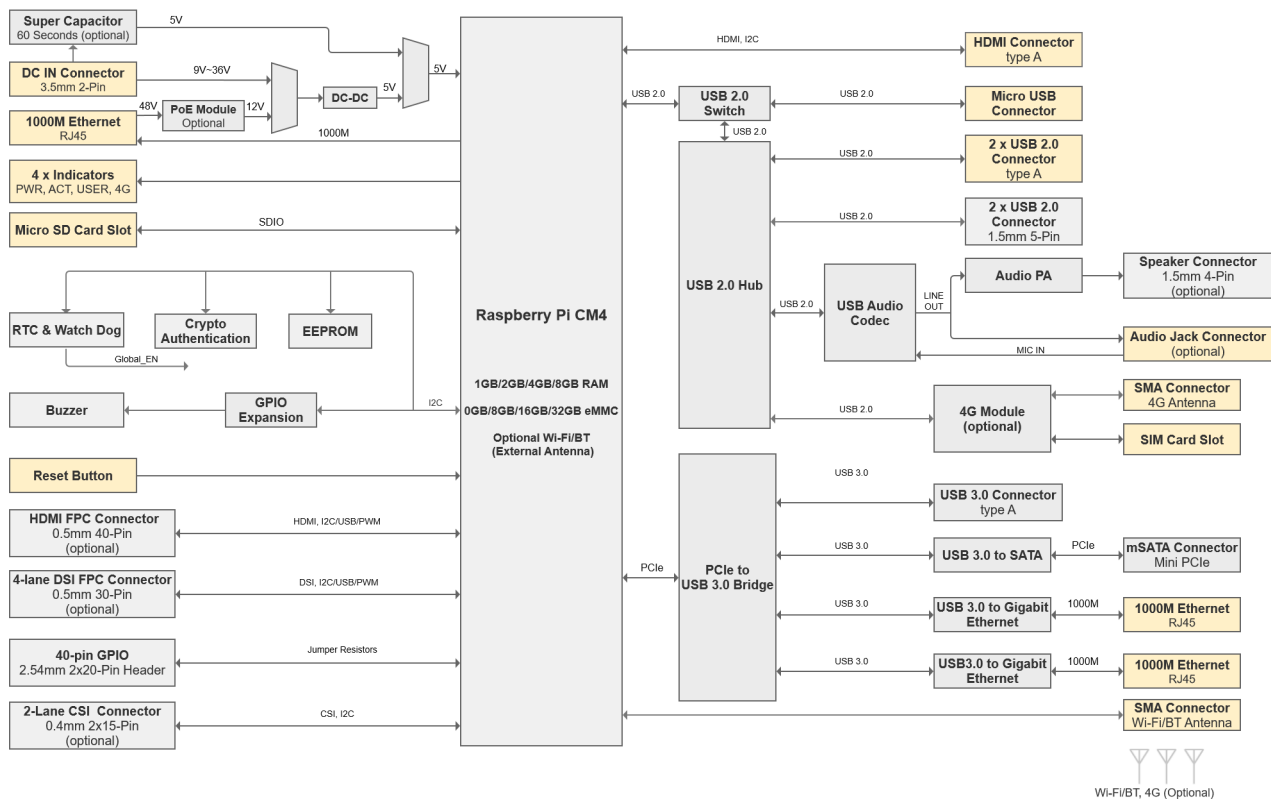 Super Capacitor
60 Seconds (optional)
5V
DC IN Connector
3.5mm 2-Pin
9V~36V
48V
PoE Module
Optional
12V
DC-DC
5V
5V
1000M Ethernet
RJ45
1000M
4 x Indicators
PWR, ACT, USER, 4G
Micro SD Card Slot
SDIO
RTC & Watch Dog
Crypto
Authentication
EEPROM
Global_EN
Buzzer
GPIO
Expansion
I2C
Reset Button
HDMI FPC Connector
0.5mm 40-Pin
(optional)
HDMI, I2C/USB/PWM
4-lane DSI FPC Connector
0.5mm 30-Pin
(optional)
DSI, I2C/USB/PWM
40-pin GPIO
2.54mm 2x20-Pin Header
Jumper Resistors
2-Lane CSI Connector
0.4mm 2x15-Pin
(optional)
CSI, I2C
Raspberry Pi CM4
1GB/2GB/4GB/8GB RAM
0GB/8GB/16GB/32GB eMMC
Optional Wi-Fi/BT
(External Antenna)
HDMI, I2C
HDMI Connector
type A
USB 2.0
USB 2.0
Switch
USB 2.0
Micro USB
Connector
USB 2.0
USB 2.0 Hub
USB 2.0
2 x USB 2.0
Connector
type A
USB 2.0
2 x USB 2.0
Connector
1.5mm 5-Pin
USB 2.0
USB Audio
Codec
LINE
OUT
Audio PA
Speaker Connector
1.5mm 4-Pin
(optional)
Audio Jack Connector
(optional)
MIC IN
USB 2.0
4G Module
(optional)
SMA Connector
4G Antenna
SIM Card Slot
PCIe
PCIe to
USB 3.0 Bridge
USB 3.0
USB 3.0 Connector
type A
USB 3.0
USB 3.0 to SATA
PCIe
mSATA Connector
Mini PCIe
USB 3.0
USB 3.0 to Gigabit
Ethernet
1000M
1000M Ethernet
RJ45
USB 3.0
USB3.0 to Gigabit
Ethernet
1000M
1000M Ethernet
RJ45
SMA Connector
Wi-Fi/BT Antenna
Wi-Fi/BT, 4G (Optional)